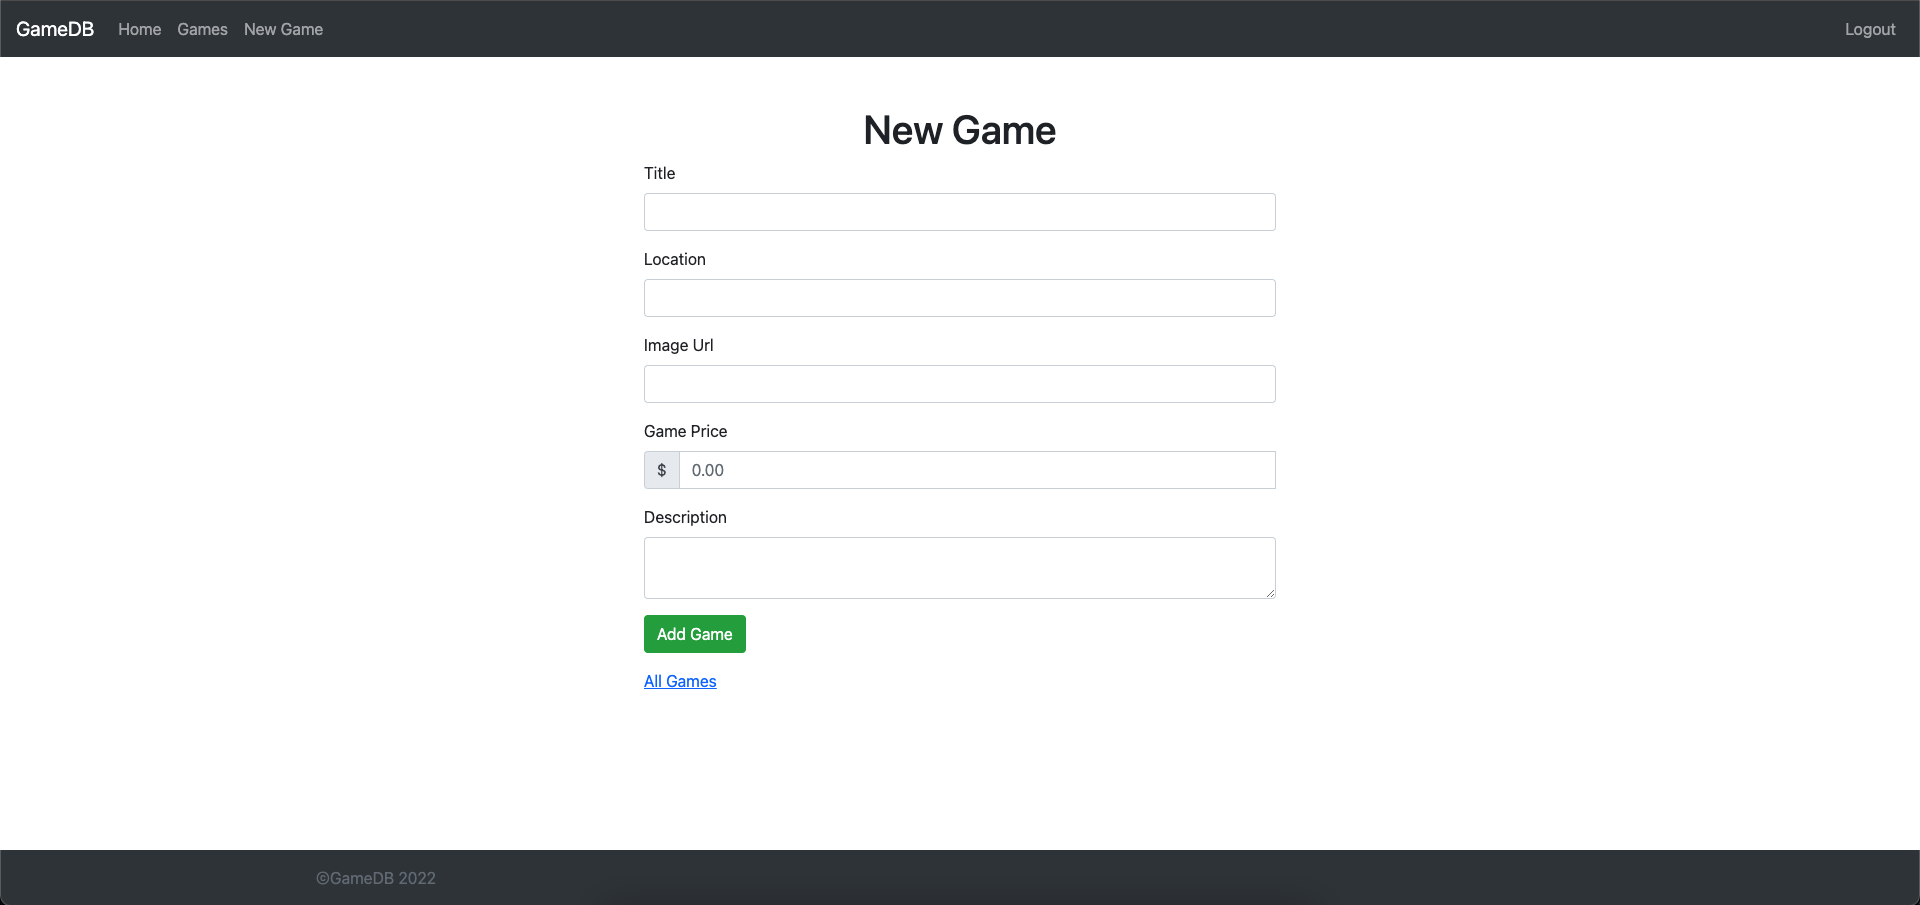 GameDB Home Games New Game Logout
New Game
Title
Location
Image Url
Game Price
$ 0.00
Description
Add Game
All Games
©GameDB 2022